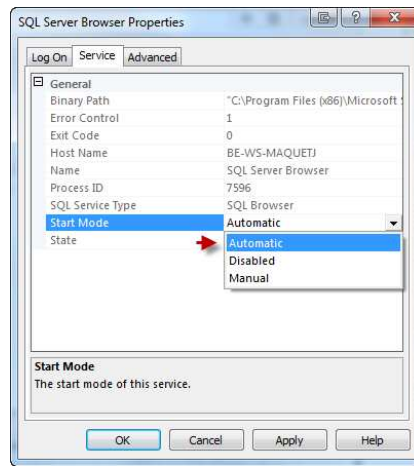 SQL Server Browser Properties
Log On Service Advanced
General
Binary Path "C:\Program Files (x86)\Microsoft
Error Control 1
Exit Code 0
Host Name BE-WS-MAQUETJ
Name SQL Server Browser
Process ID 7596
SQL Service Type SQL Browser
Start Mode Automatic
State
Automatic
Disabled
Manual
Start Mode
The start mode of this service.
OK Cancel Apply Help